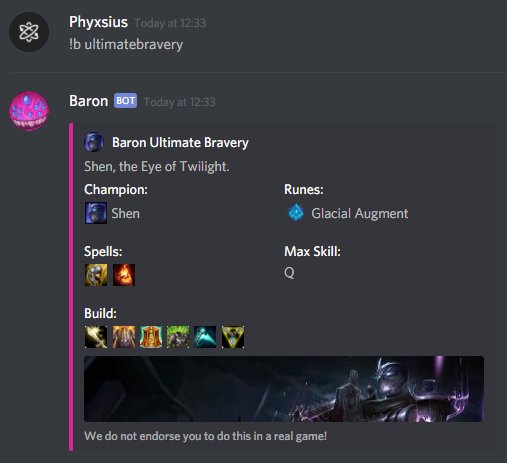 Phyxsius Today at 12:33
!b ultimatebravery
Baron BOT Today at 12:33
Baron Ultimate Bravery
Shen, the Eye of Twilight.
Champion: Runes:
Shen Glacial Augment
Spells: Max Skill:
Q
Build:
We do not endorse you to do this in a real game!